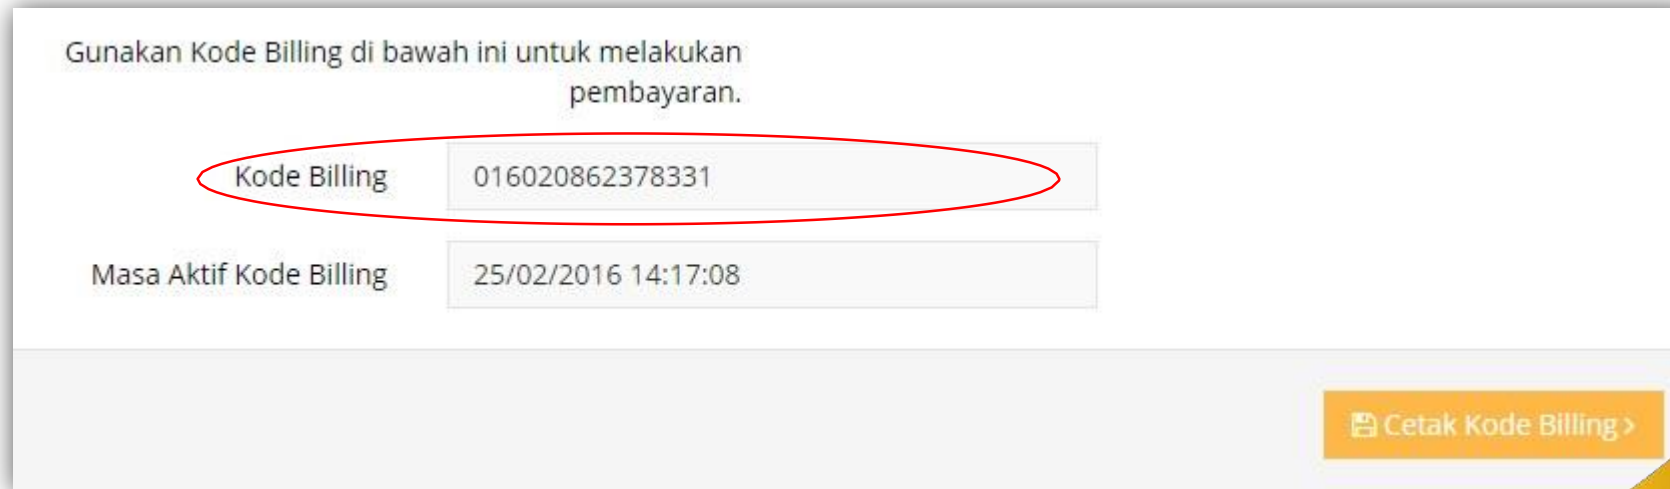 Gunakan Kode Billing di bawah ini untuk melakukan
pembayaran.
Kode Billing 016020862378331
Masa Aktif Kode Billing 25/02/2016 14:17:08
Cetak Kode Billing >